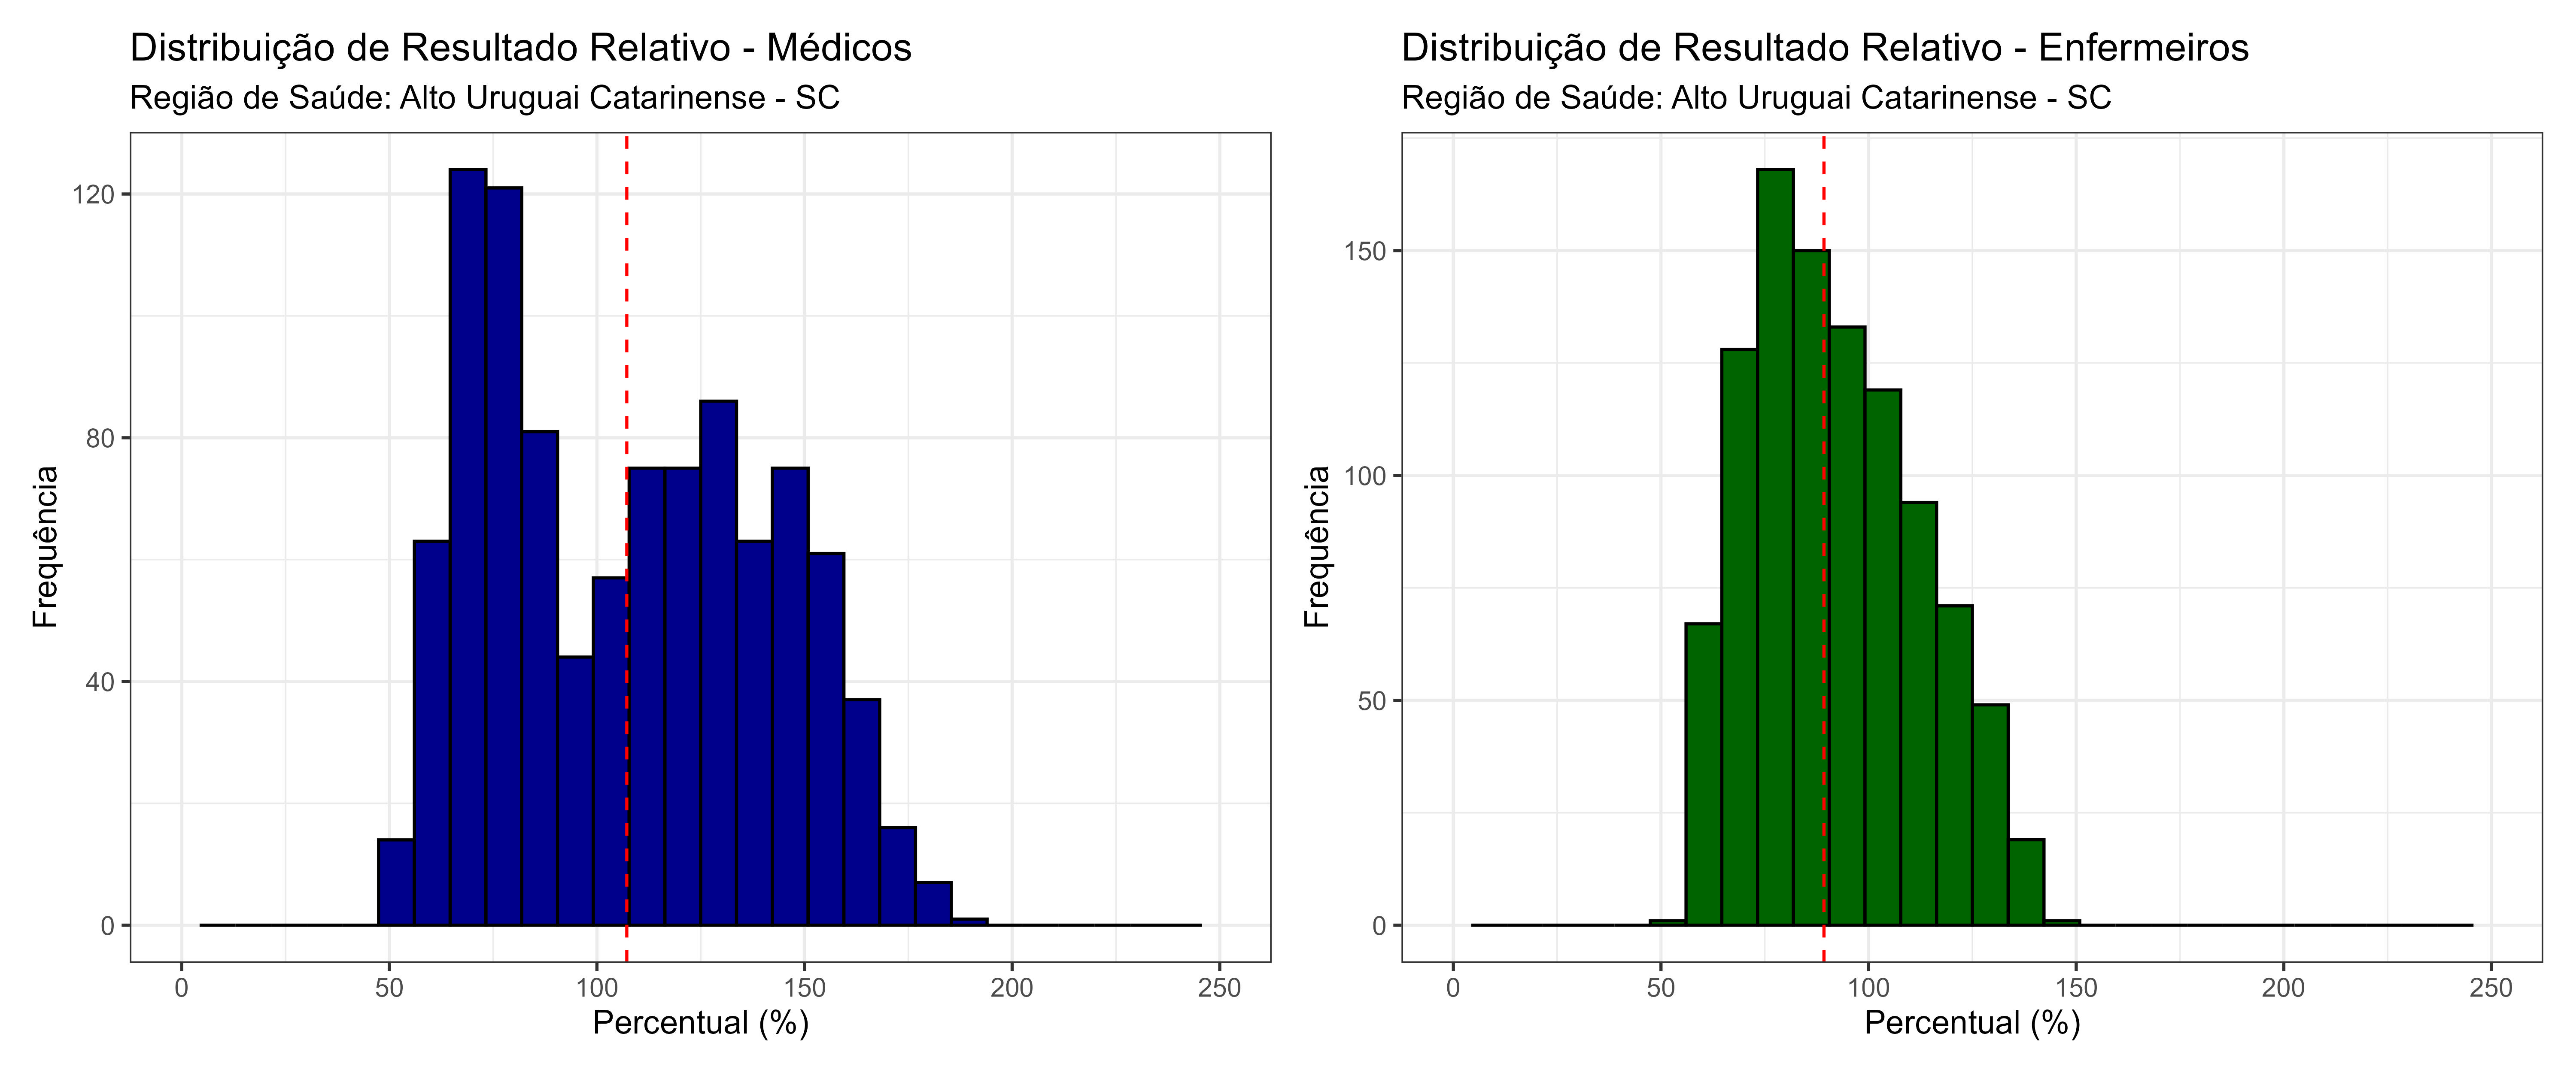 Distribuição de Resultado Relativo - Médicos
Região de Saúde: Alto Uruguai Catarinense - SC
Frequência
120
80
40
0
0 50 100 150 200 250
Percentual (%)
Distribuição de Resultado Relativo - Enfermeiros
Região de Saúde: Alto Uruguai Catarinense - SC
Frequência
150
100
50
0
0 50 100 150 200 250
Percentual (%)